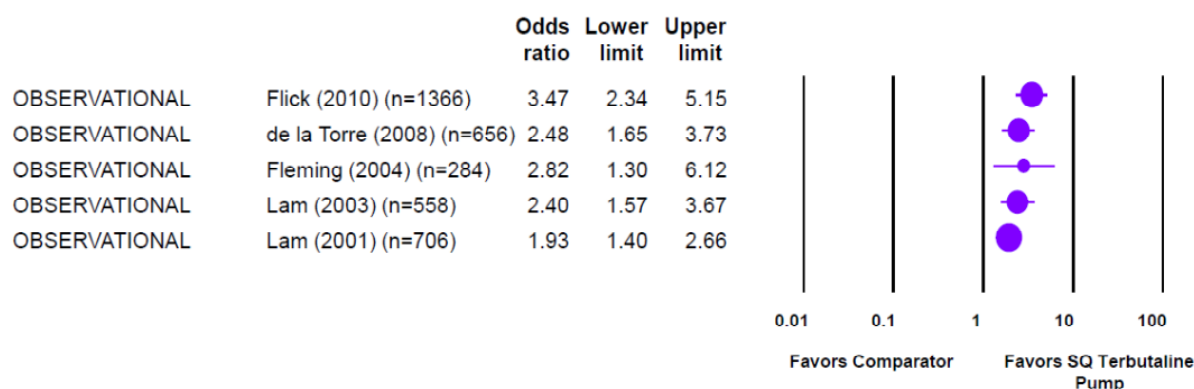 Odds Lower Upper
ratio limit limit
OBSERVATIONAL Flick (2010) (n=1366) 3.47 2.34 5.15
OBSERVATIONAL de la Torre (2008) (n=656) 2.48 1.65 3.73
OBSERVATIONAL Fleming (2004) (n=284) 2.82 1.30 6.12
OBSERVATIONAL Lam (2003) (n=558) 2.40 1.57 3.67
OBSERVATIONAL Lam (2001) (n=706) 1.93 1.40 2.66
0.01 0.1 1 10 100
Favors Comparator Favors SQ Terbutaline
Pump